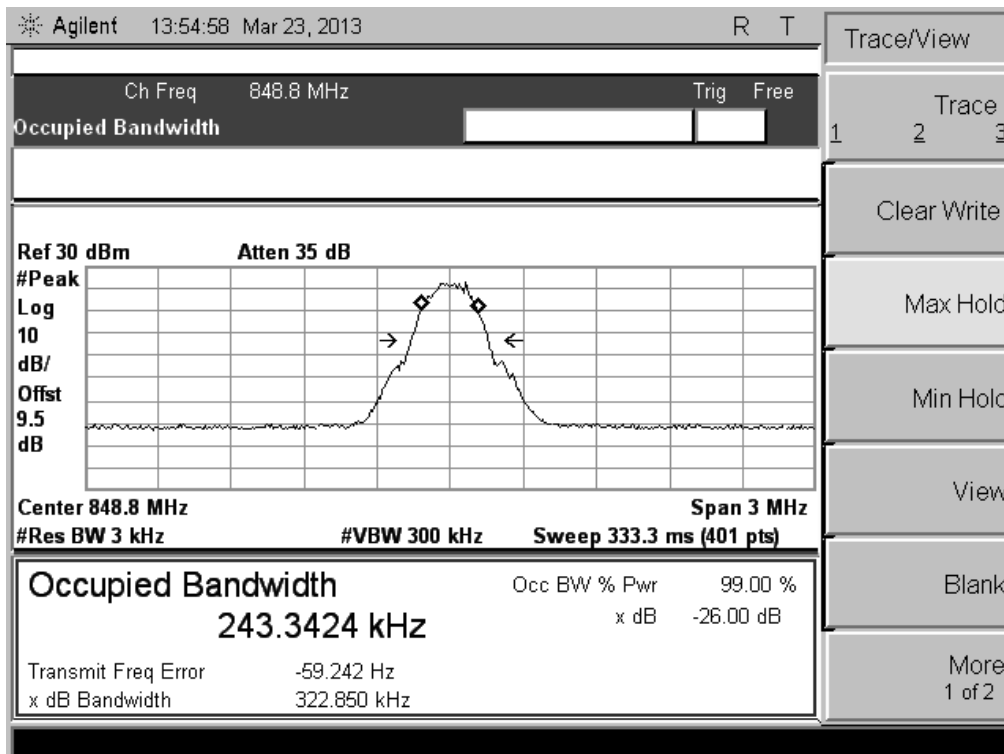 Agilent 13:54:58 Mar 23, 2013 R T
Trace/View
Ch Freq 848.8 MHz Trig Free
Occupied Bandwidth
Trace
1 2 3
Clear Write
Max Hold
Min Hold
View
Blank
More
1 of 2
Ref 30 dBm Atten 35 dB
#Peak
Log
10
dB/
Offst
9.5
dB
Center 848.8 MHz Span 3 MHz
#Res BW 3 kHz #VBW 300 kHz Sweep 333.3 ms (401 pts)
Occupied Bandwidth Occ BW % Pwr 99.00 %
243.3424 kHz x dB -26.00 dB
Transmit Freq Error -59.242 Hz
x dB Bandwidth 322.850 kHz